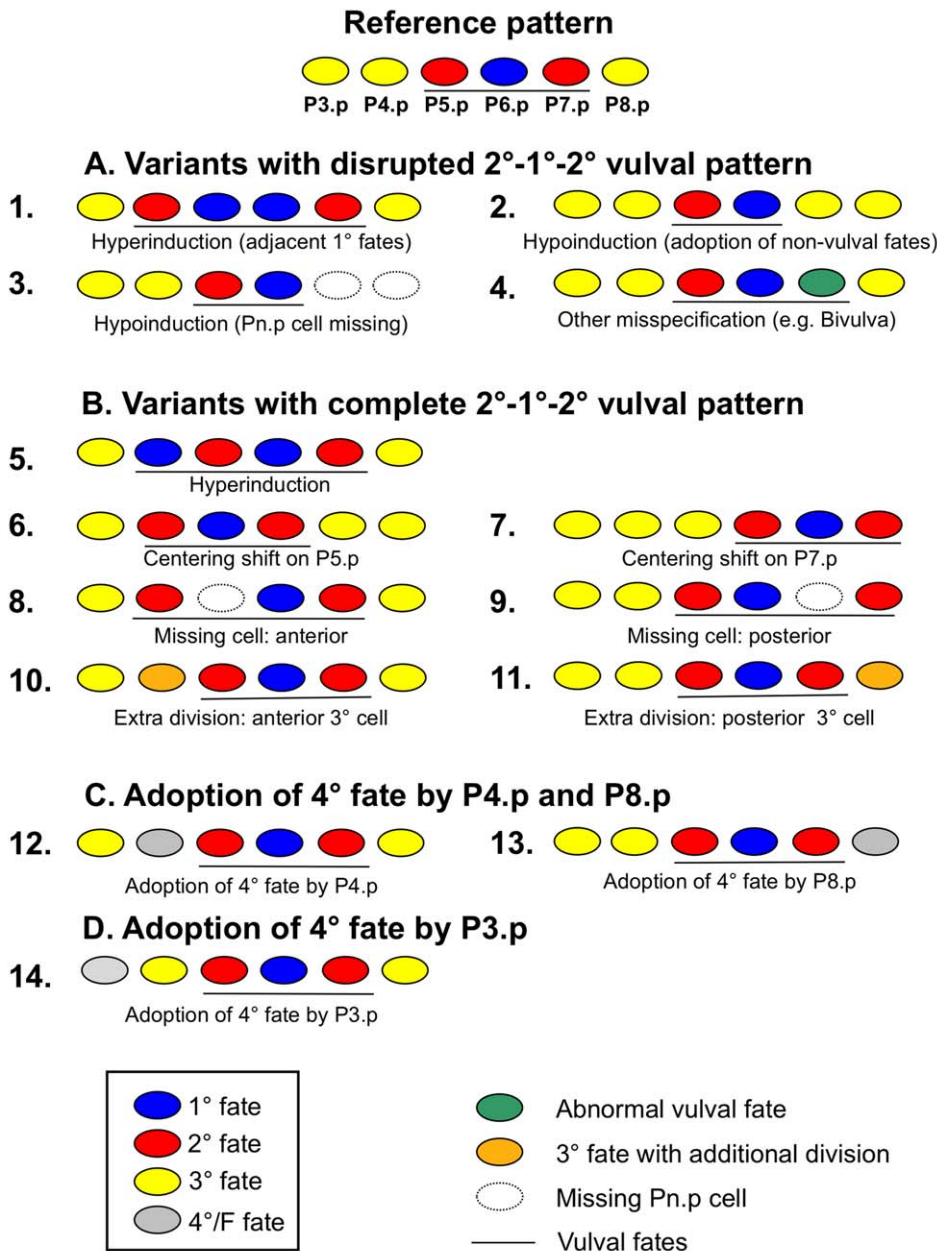 Reference pattern
P3.p P4.p P5.p P6.p P7.p P8.p
A. Variants with disrupted 2°-1°-2° vulval pattern
1.
Hyperinduction (adjacent 1° fates)
2.
Hypoinduction (adoption of non-vulval fates)
3.
Hypoinduction (Pn.p cell missing)
4.
Other misspecification (e.g. Bivulva)
B. Variants with complete 2°-1°-2° vulval pattern
5.
Hyperinduction
6.
Centering shift on P5.p
7.
Centering shift on P7.p
8.
Missing cell: anterior
9.
Missing cell: posterior
10.
Extra division: anterior 3° cell
11.
Extra division: posterior 3° cell
C. Adoption of 4° fate by P4.p and P8.p
12.
Adoption of 4° fate by P4.p
13.
Adoption of 4° fate by P8.p
D. Adoption of 4° fate by P3.p
14.
Adoption of 4° fate by P3.p
1° fate
2° fate
3° fate
4°/F fate
Abnormal vulval fate
3° fate with additional division
Missing Pn.p cell
Vulval fates